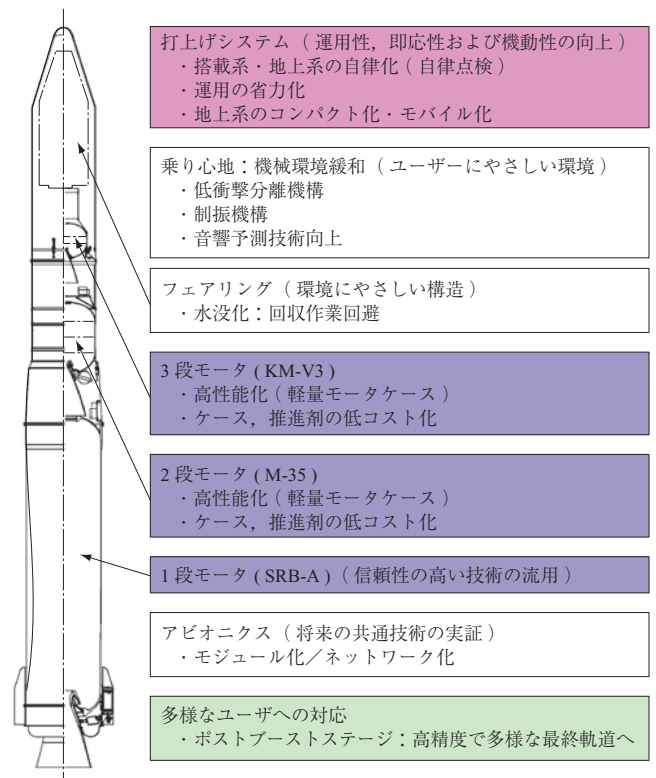 打上げシステム（運用性，即応性および機動性の向上）
・搭載系・地上系の自律化（自律点検）
・運用の省力化
・地上系のコンパクト化・モバイル化
乗り心地：機械環境緩和（ユーザーにやさしい環境）
・低衝撃分離機構
・制振機構
・音響予測技術向上
フェアリング（環境にやさしい構造）
・水没化：回収作業回避
3 段モータ ( KM-V3 )
・高性能化（軽量モータケース）
・ケース，推進剤の低コスト化
2 段モータ ( M-35 )
・高性能化（軽量モータケース）
・ケース，推進剤の低コスト化
1 段モータ ( SRB-A )（信頼性の高い技術の流用）
アビオニクス（将来の共通技術の実証）
・モジュール化／ネットワーク化
多様なユーザへの対応
・ポストブーストステージ：高精度で多様な最終軌道へ